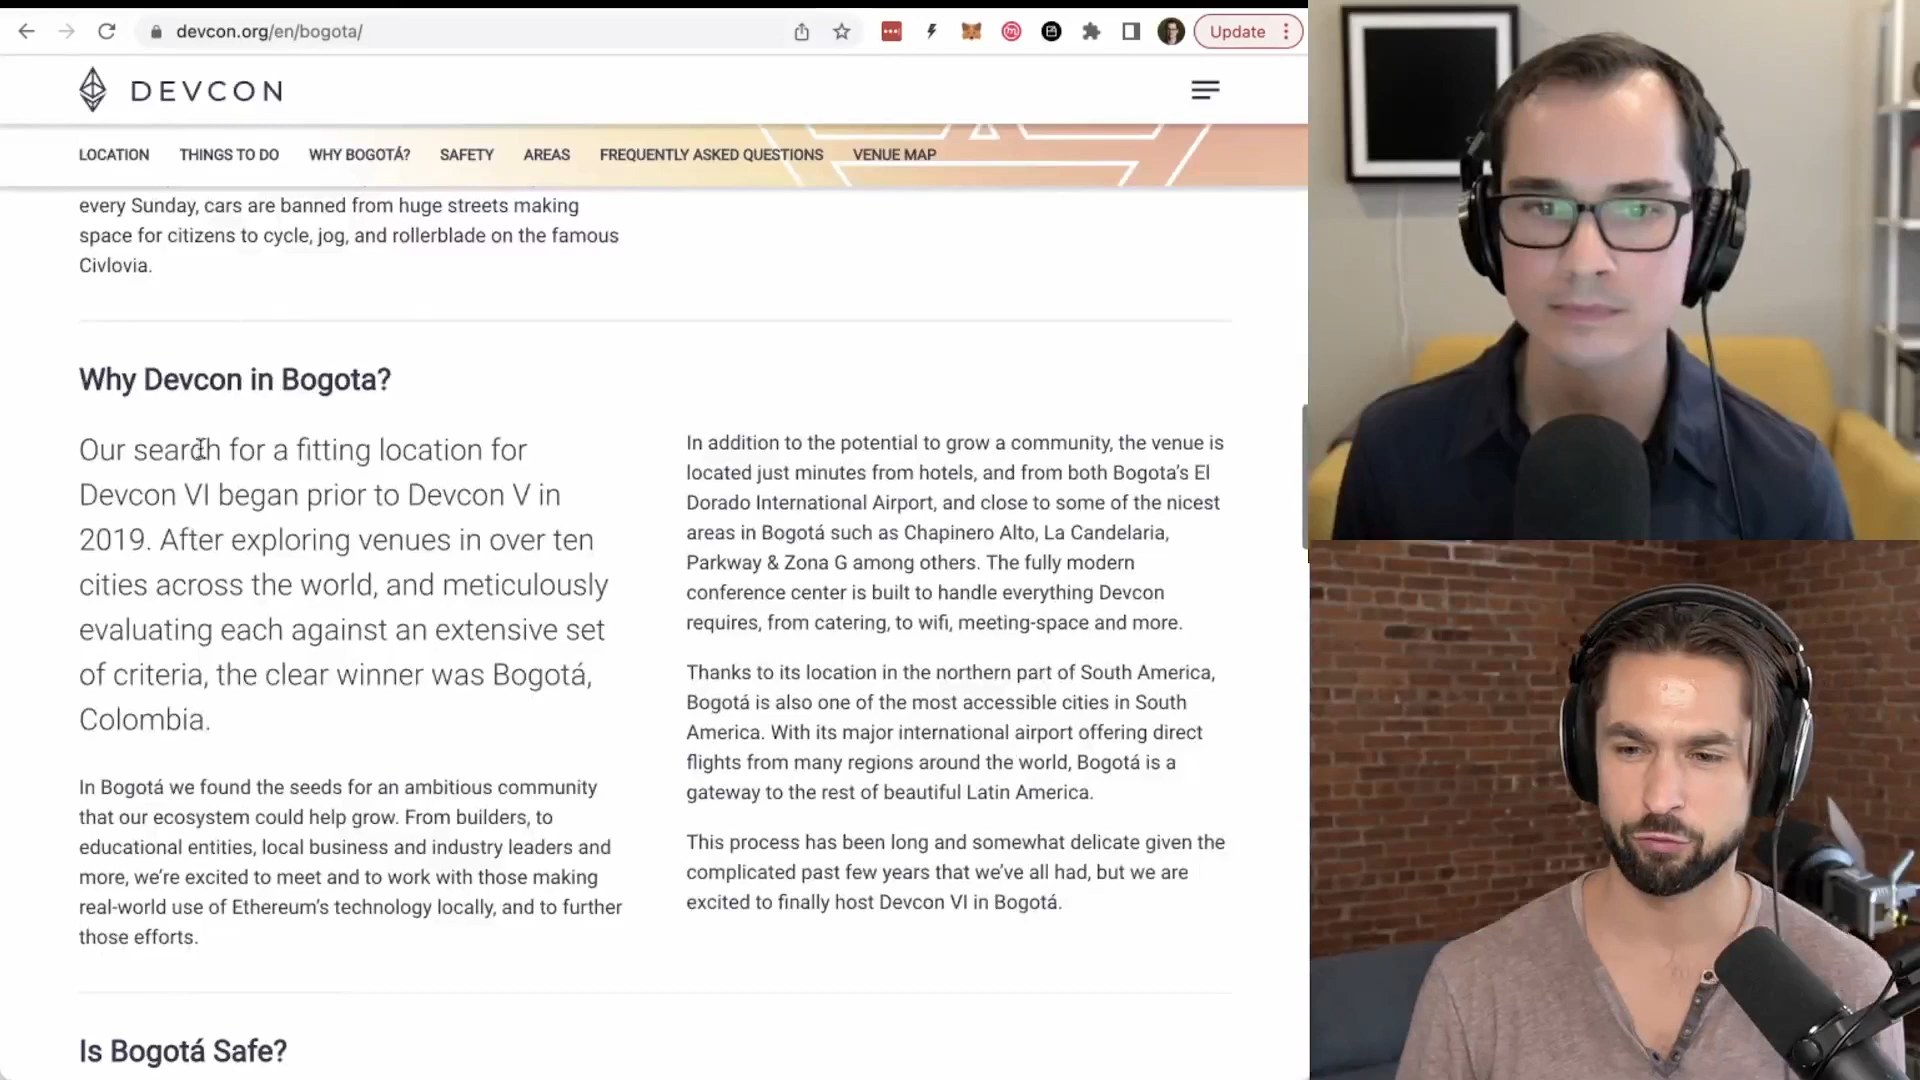 devcon.org/en/bogota/
Update
DEVCON
LOCATION THINGS TO DO WHY BOGOTÁ? SAFETY AREAS FREQUENTLY ASKED QUESTIONS VENUE MAP
every Sunday, cars are banned from huge streets making
space for citizens to cycle, jog, and rollerblade on the famous
Civlovia.
Why Devcon in Bogota?
Our search for a fitting location for
Devcon VI began prior to Devcon V in
2019. After exploring venues in over ten
cities across the world, and meticulously
evaluating each against an extensive set
of criteria, the clear winner was Bogotá,
Colombia.
In Bogotá we found the seeds for an ambitious community
that our ecosystem could help grow. From builders, to
educational entities, local business and industry leaders and
more, we’re excited to meet and to work with those making
real-world use of Ethereum’s technology locally, and to further
those efforts.
In addition to the potential to grow a community, the venue is
located just minutes from hotels, and from both Bogota’s El
Dorado International Airport, and close to some of the nicest
areas in Bogotá such as Chapinero Alto, La Candelaria,
Parkway & Zona G among others. The fully modern
conference center is built to handle everything Devcon
requires, from catering, to wifi, meeting-space and more.
Thanks to its location in the northern part of South America,
Bogotá is also one of the most accessible cities in South
America. With its major international airport offering direct
flights from many regions around the world, Bogotá is a
gateway to the rest of beautiful Latin America.
This process has been long and somewhat delicate given the
complicated past few years that we’ve all had, but we are
excited to finally host Devcon VI in Bogotá.
Is Bogotá Safe?